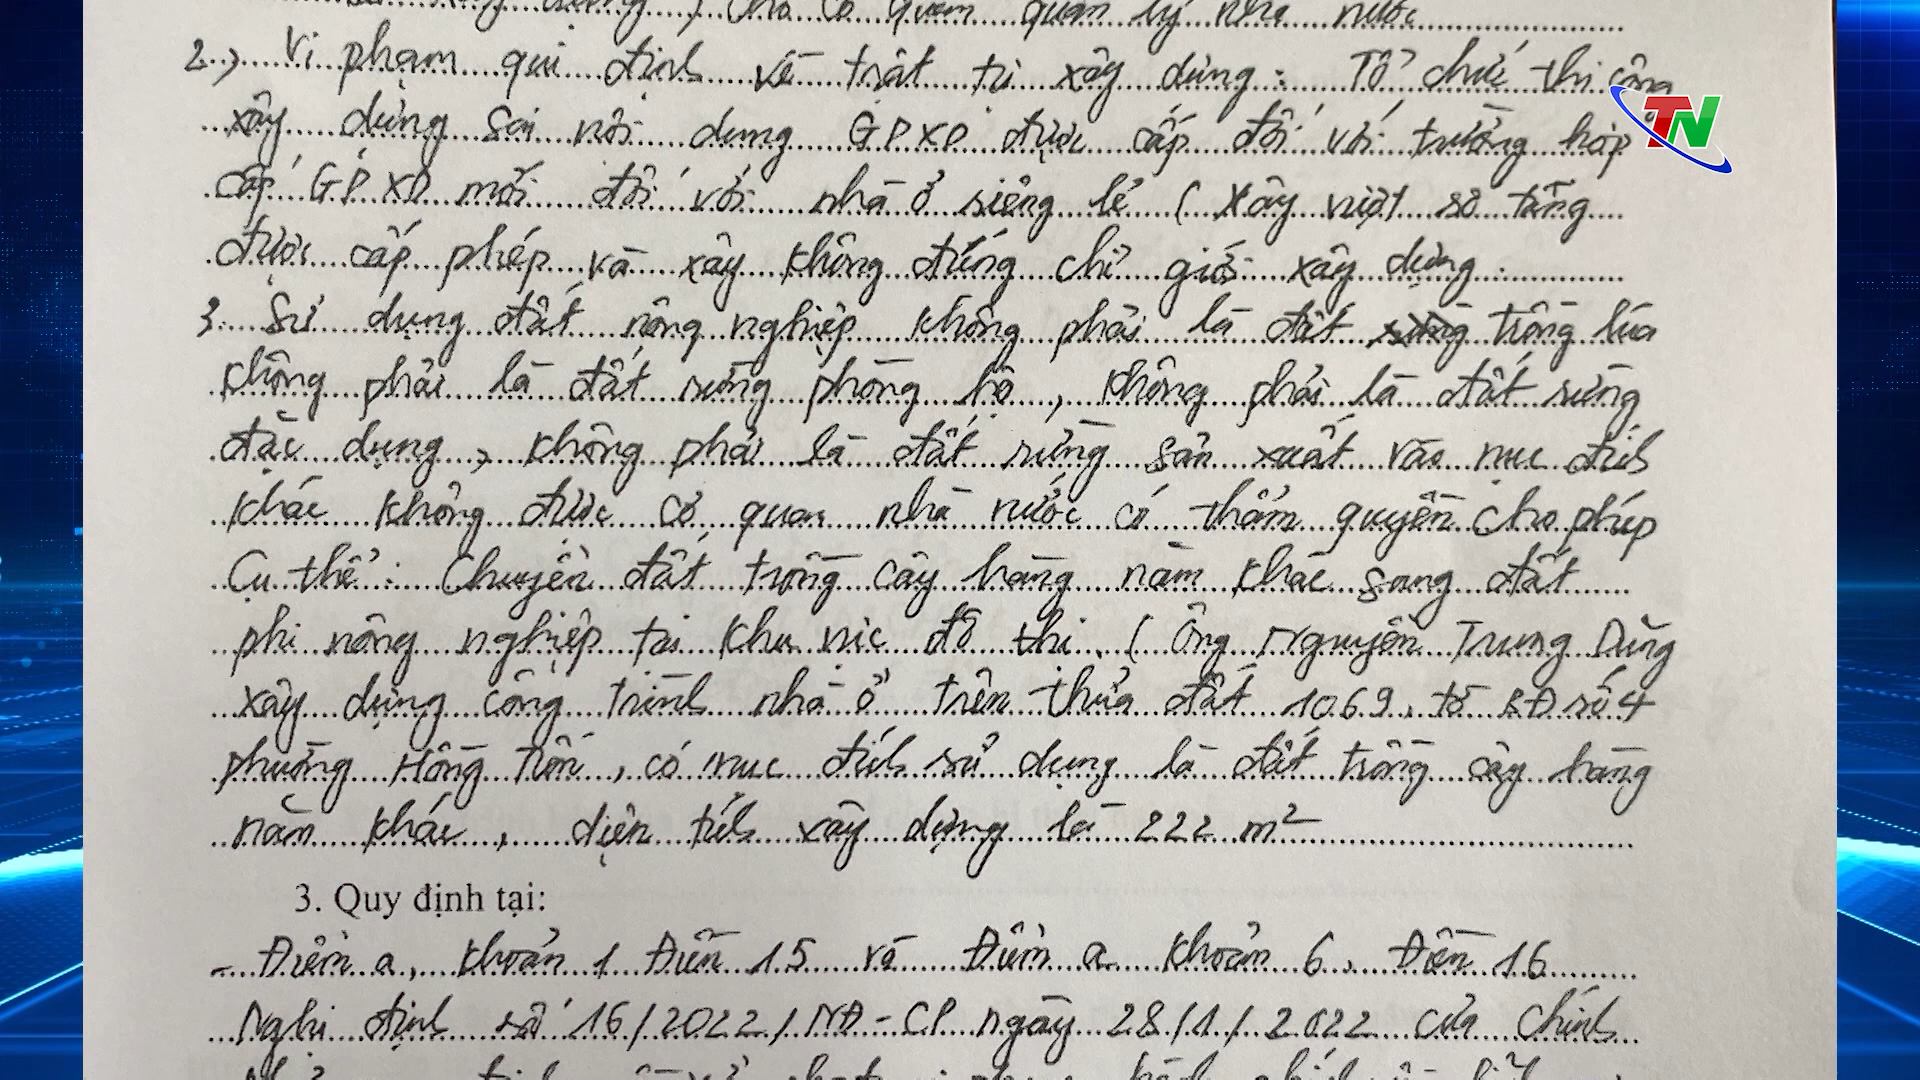 cho cơ quan quản lý nhà nước
2., Vi phạm qui định về trật tự xây dựng: Tổ chức thi công
xây dựng sai nội dung GPXD được cấp đối với trường hợp
cấp GPXD mới đối với nhà ở riêng lẻ ( Xây vượt số tầng
được cấp phép và xây không đúng chỉ giới xây dựng.
3. Sử dụng đất nông nghiệp không phải là đất trồng lúa
không phải là đất rừng phòng hộ, không phải là đất rừng
đặc dụng, không phải là đất rừng sản xuất vào mục đích
khác không được cơ quan nhà nước có thẩm quyền cho phép
Cụ thể: Chuyển đất trồng cây hàng năm khác sang đất
phi nông nghiệp tại khu vực đô thị. ( Ông Nguyễn Trung Dũng
xây dựng công trình nhà ở trên thửa đất 1069, tờ BĐ số 4
phường Hồng Tiến, có mục đích sử dụng là đất trồng cây hàng
năm khác, diện tích xây dựng là 222 m²
3. Quy định tại:
- Điểm a, khoản 1 Điều 15 và Điểm a khoản 6, Điều 16
Nghị định số 16/2022/NĐ-CP ngày 28/1/2022 của Chính
TN